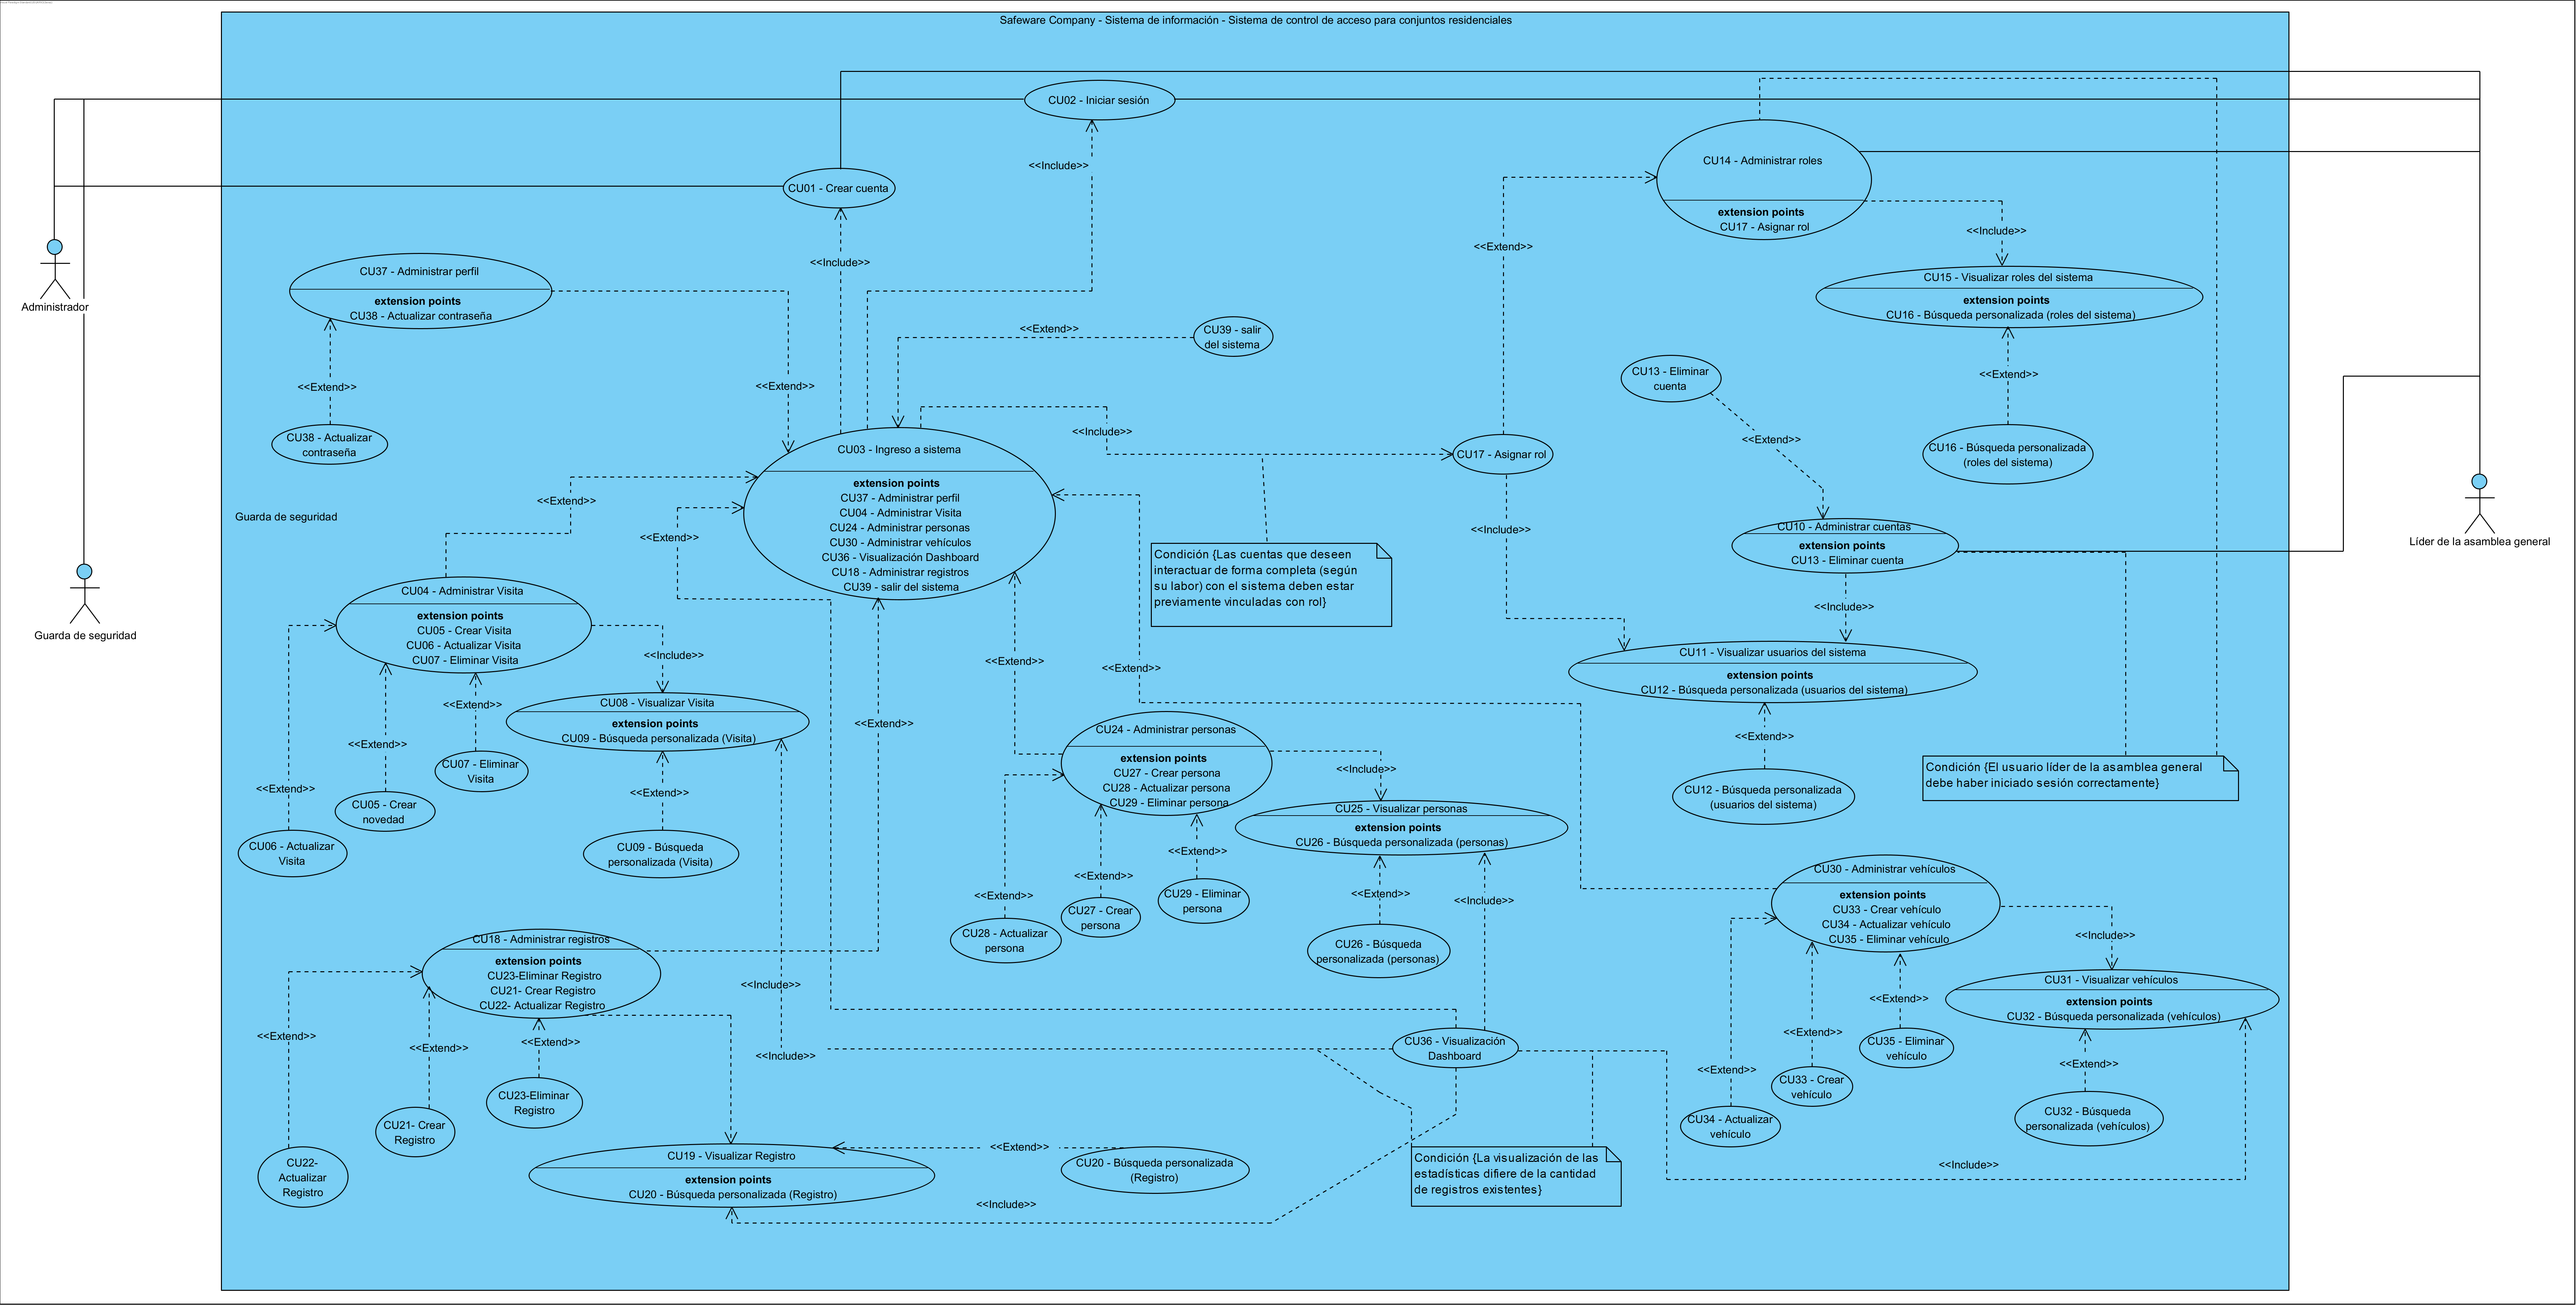 Safeware Company - Sistema de información - Sistema de control de acceso para conjuntos residenciales
CU02 - Iniciar sesión
<<Include>>
CU01 - Crear cuenta
<<Include>>
CU14 - Administrar roles
extension points
CU17 - Asignar rol
<<Extend>>
<<Include>>
CU15 - Visualizar roles del sistema
extension points
CU16 - Búsqueda personalizada (roles del sistema)
<<Extend>>
CU16 - Búsqueda personalizada
(roles del sistema)
Administrador
CU37 - Administrar perfil
extension points
CU38 - Actualizar contraseña
<<Extend>>
<<Extend>>
CU38 - Actualizar
contraseña
<<Extend>>
CU39 - salir
del sistema
CU13 - Eliminar
cuenta
<<Extend>>
<<Include>>
CU17 - Asignar rol
<<Include>>
CU03 - Ingreso a sistema
extension points
CU37 - Administrar perfil
CU04 - Administrar Visita
CU24 - Administrar personas
CU30 - Administrar vehículos
CU36 - Visualización Dashboard
CU18 - Administrar registros
CU39 - salir del sistema
<<Extend>>
Guarda de seguridad
<<Extend>>
Condición {Las cuentas que deseen
interactuar de forma completa (según
su labor) con el sistema deben estar
previamente vinculadas con rol}
CU10 - Administrar cuentas
extension points
CU13 - Eliminar cuenta
<<Include>>
Líder de la asamblea general
Guarda de seguridad
CU04 - Administrar Visita
extension points
CU05 - Crear Visita
CU06 - Actualizar Visita
CU07 - Eliminar Visita
<<Include>>
<<Extend>>
<<Extend>>
<<Extend>>
CU08 - Visualizar Visita
extension points
CU09 - Búsqueda personalizada (Visita)
<<Extend>>
CU07 - Eliminar
Visita
CU05 - Crear
novedad
CU06 - Actualizar
Visita
<<Extend>>
CU09 - Búsqueda
personalizada (Visita)
<<Extend>>
<<Extend>>
<<Extend>>
CU11 - Visualizar usuarios del sistema
extension points
CU12 - Búsqueda personalizada (usuarios del sistema)
<<Extend>>
CU12 - Búsqueda personalizada
(usuarios del sistema)
Condición {El usuario líder de la asamblea general
debe haber iniciado sesión correctamente}
CU24 - Administrar personas
extension points
CU27 - Crear persona
CU28 - Actualizar persona
CU29 - Eliminar persona
<<Include>>
CU25 - Visualizar personas
extension points
CU26 - Búsqueda personalizada (personas)
<<Extend>>
<<Extend>>
<<Extend>>
<<Extend>>
<<Include>>
CU29 - Eliminar
persona
CU27 - Crear
persona
CU28 - Actualizar
persona
CU26 - Búsqueda
personalizada (personas)
CU30 - Administrar vehículos
extension points
CU33 - Crear vehículo
CU34 - Actualizar vehículo
CU35 - Eliminar vehículo
<<Include>>
CU31 - Visualizar vehículos
extension points
CU32 - Búsqueda personalizada (vehículos)
<<Extend>>
<<Extend>>
<<Extend>>
<<Extend>>
CU35 - Eliminar
vehículo
CU33 - Crear
vehículo
CU34 - Actualizar
vehículo
CU32 - Búsqueda
personalizada (vehículos)
<<Include>>
CU18 - Administrar registros
extension points
CU23-Eliminar Registro
CU21- Crear Registro
CU22- Actualizar Registro
<<Include>>
<<Extend>>
<<Extend>>
<<Extend>>
<<Include>>
CU36 - Visualización
Dashboard
CU23-Eliminar
Registro
CU21- Crear
Registro
CU22-
Actualizar
Registro
CU19 - Visualizar Registro
extension points
CU20 - Búsqueda personalizada (Registro)
<<Extend>>
CU20 - Búsqueda personalizada
(Registro)
<<Include>>
Condición {La visualización de las
estadísticas difiere de la cantidad
de registros existentes}